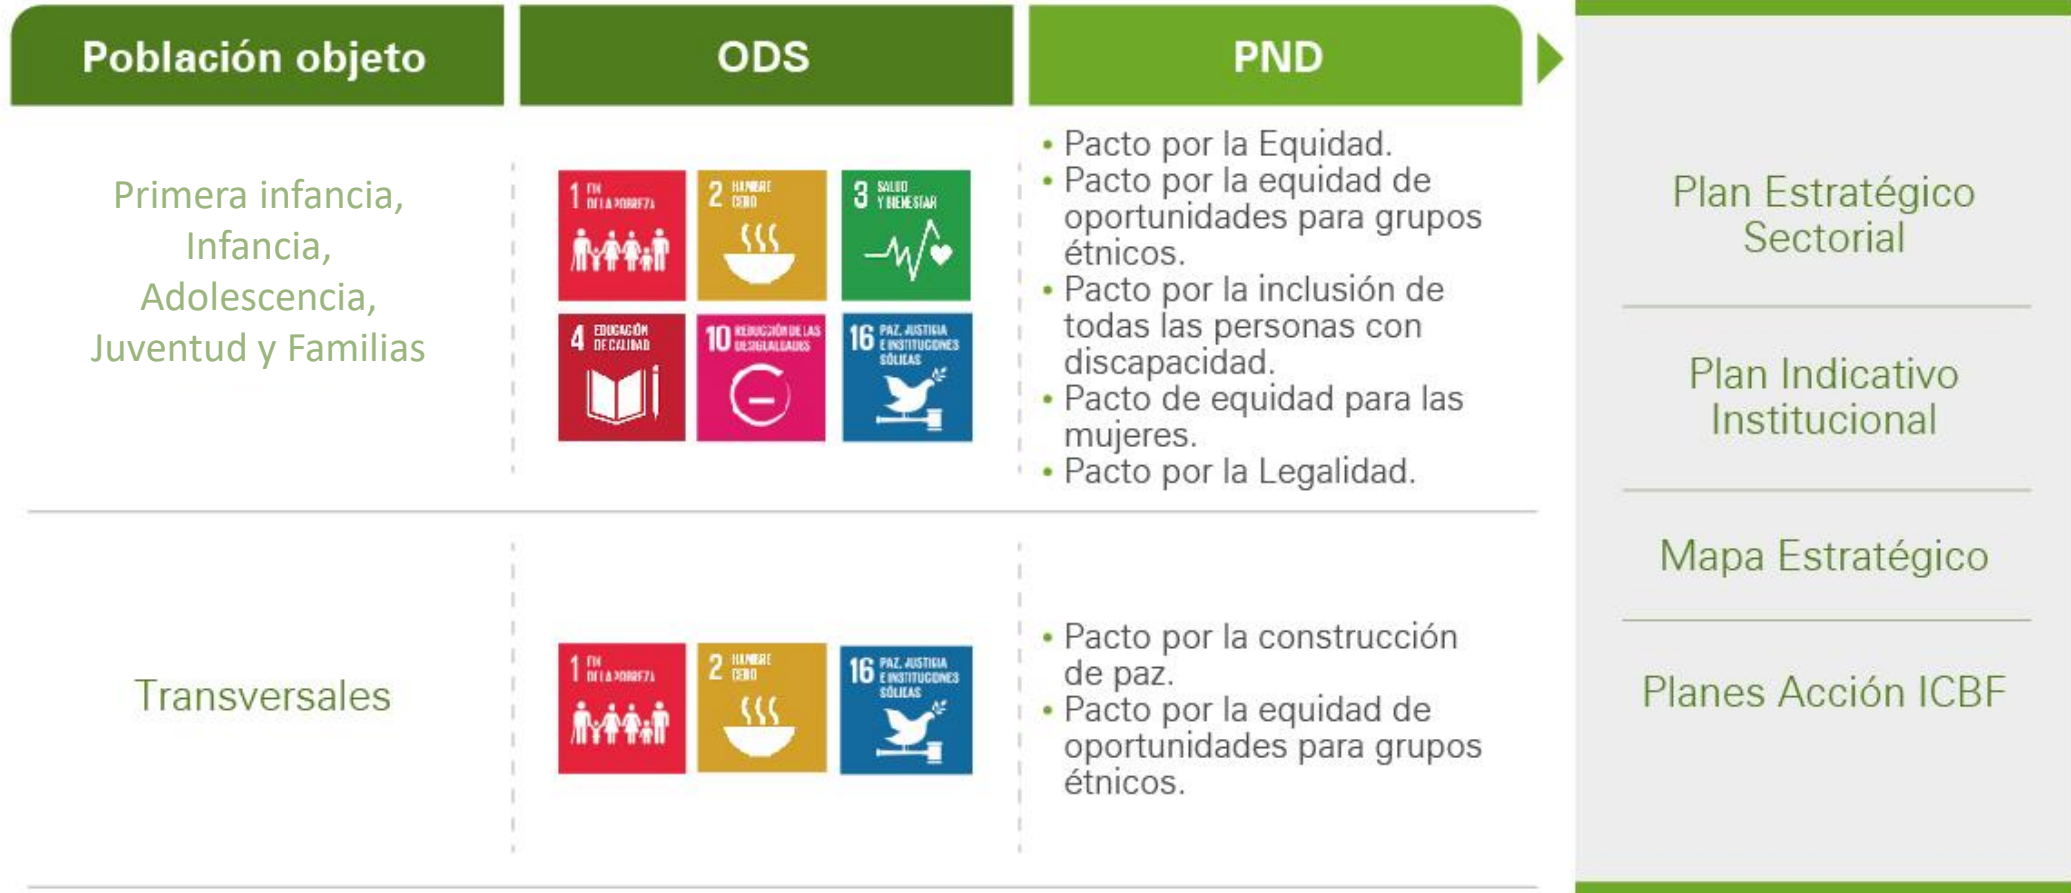 Población objeto
ODS
PND
Primera infancia,
Infancia,
Adolescencia,
Juventud y Familias
1 FIN
DE LA POBREZA
2 HAMBRE
CERO
3 SALUD
Y BIENESTAR
4 EDUCACIÓN
DE CALIDAD
10 REDUCCIÓN DE LAS
DESIGUALDADES
16 PAZ, JUSTICIA
E INSTITUCIONES
SÓLIDAS
• Pacto por la Equidad.
• Pacto por la equidad de
oportunidades para grupos
étnicos.
• Pacto por la inclusión de
todas las personas con
discapacidad.
• Pacto de equidad para las
mujeres.
• Pacto por la Legalidad.
Transversales
1 FIN
DE LA POBREZA
2 HAMBRE
CERO
16 PAZ, JUSTICIA
E INSTITUCIONES
SÓLIDAS
• Pacto por la construcción
de paz.
• Pacto por la equidad de
oportunidades para grupos
étnicos.
Plan Estratégico
Sectorial
Plan Indicativo
Institucional
Mapa Estratégico
Planes Acción ICBF